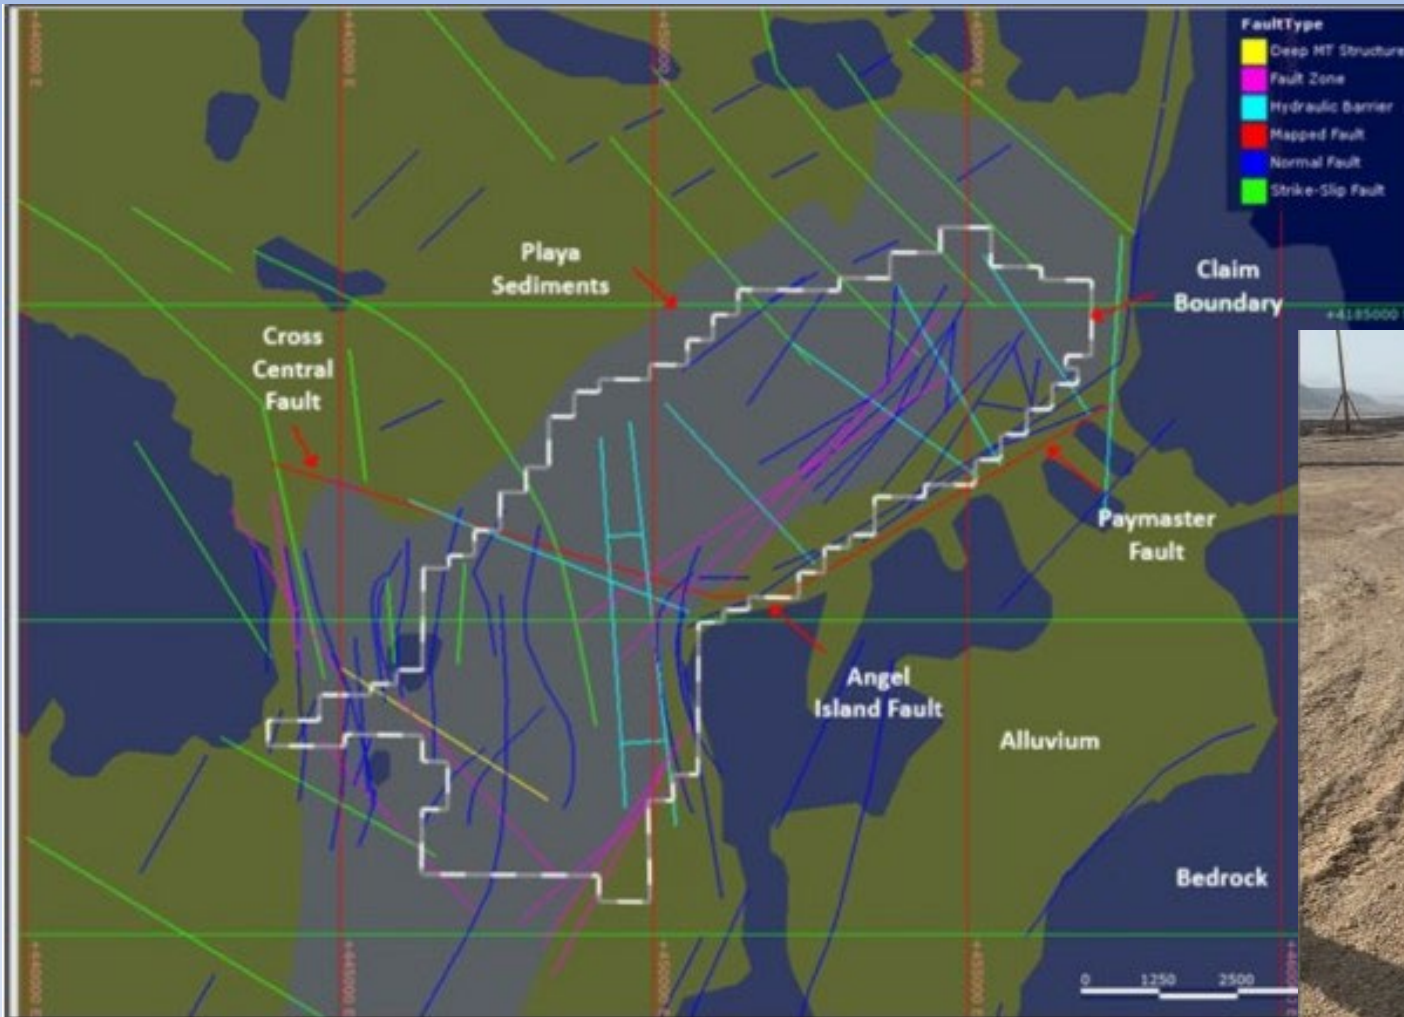 FaultType
Deep MT Structure
Fault Zone
Hydraulic Barrier
Mapped Fault
Normal Fault
Strike-Slip Fault
Playa
Sediments
Claim
Boundary
+4185000
Cross
Central
Fault
Paymaster
Fault
Angel
Island Fault
Alluvium
Bedrock
0 1250 2500